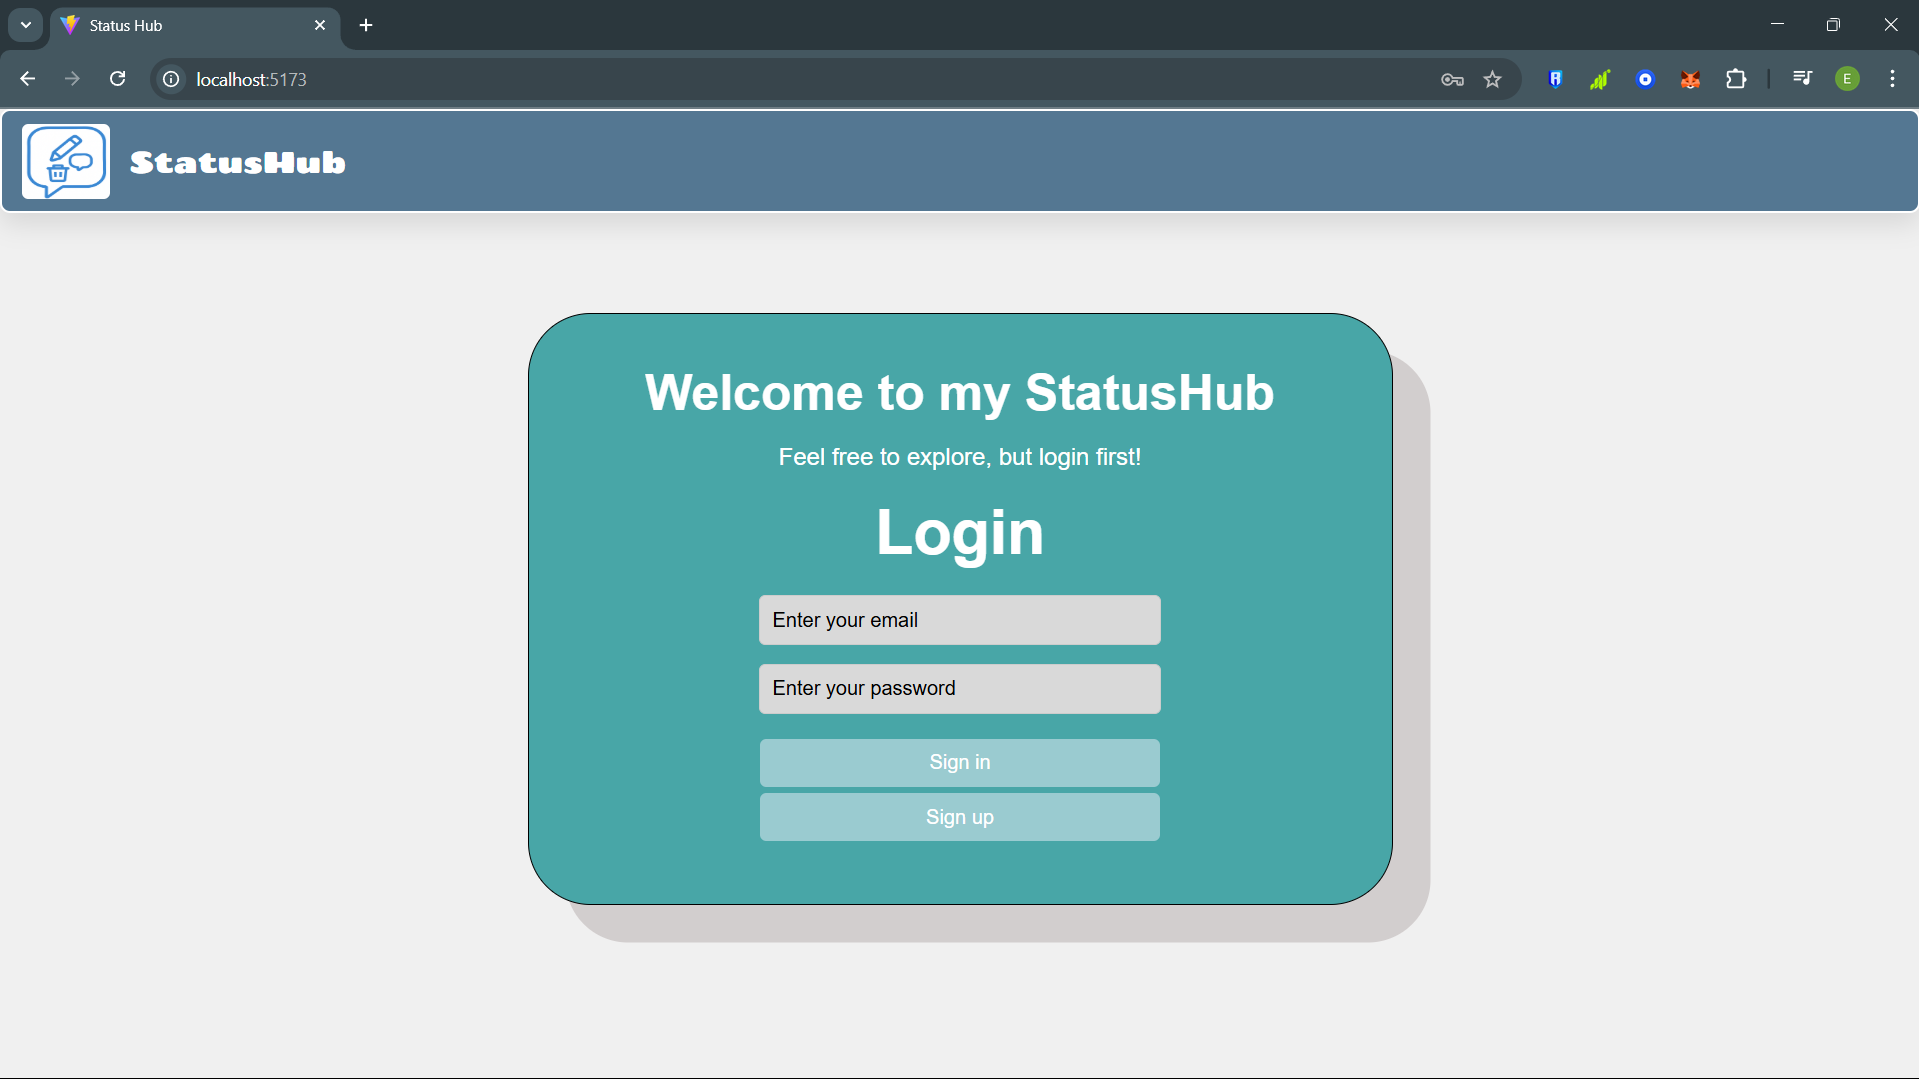 Status Hub
localhost:5173
E
StatusHub
Welcome to my StatusHub
Feel free to explore, but login first!
Login
Enter your email
Enter your password
Sign in
Sign up